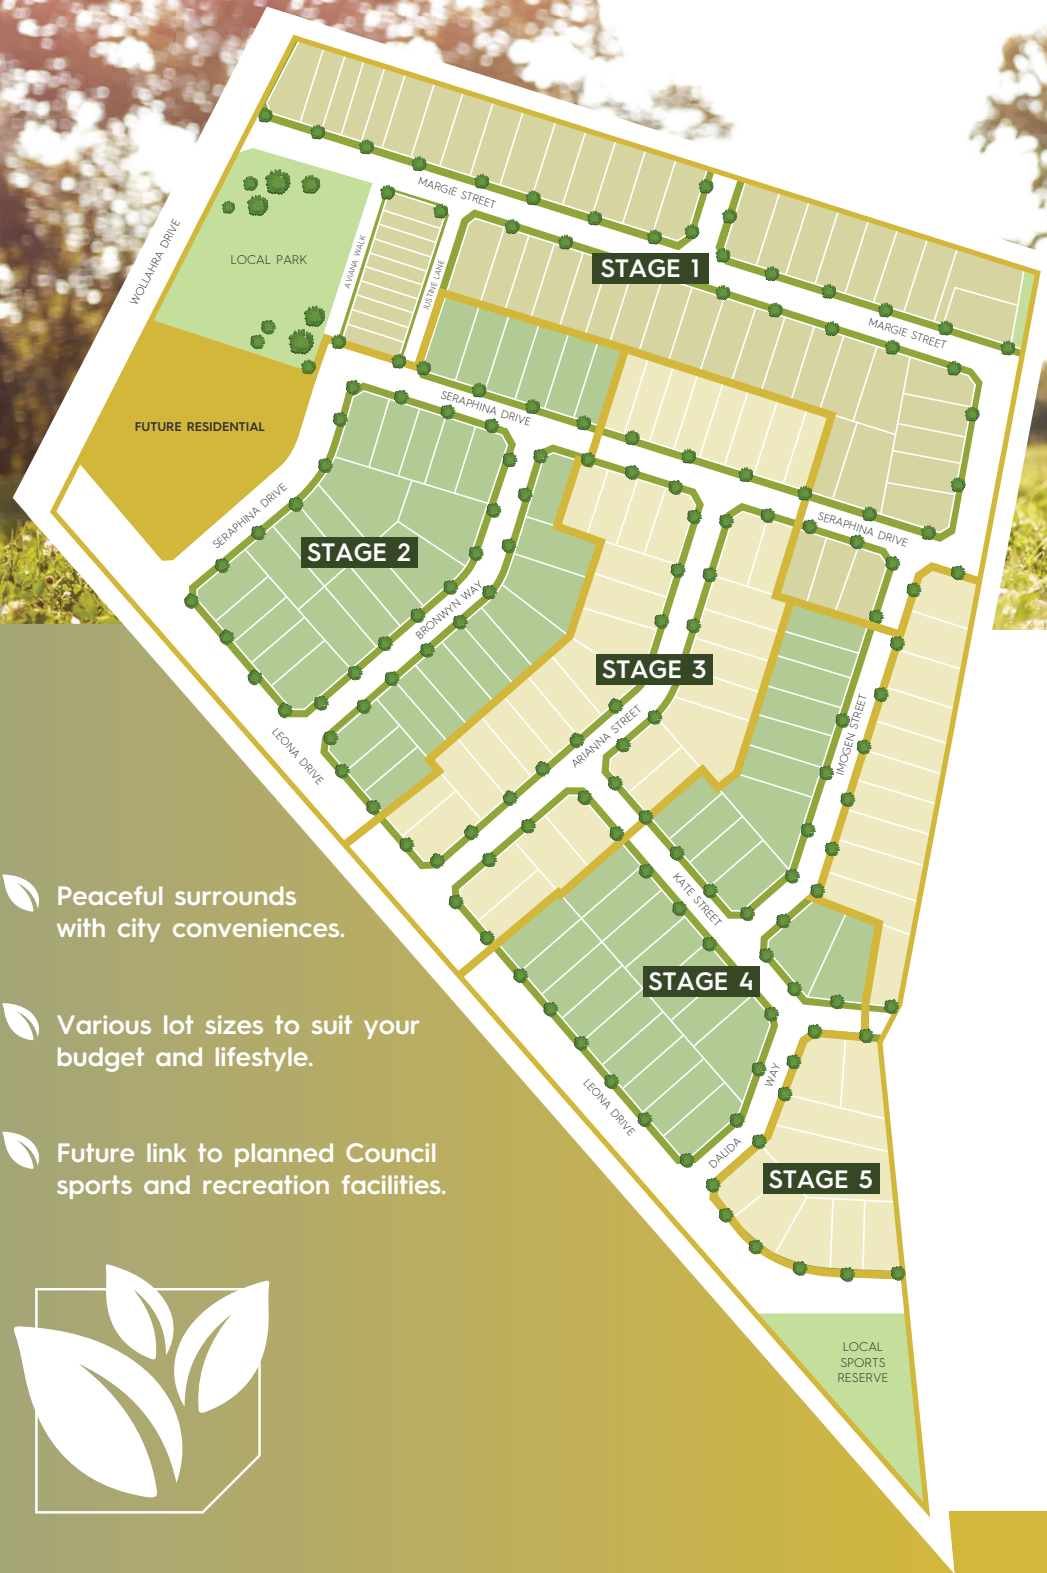 MARGIE STREET
WOLLAHRA DRIVE
LOCAL PARK
AVIANA WALK
JUSTINE LANE
STAGE 1
MARGIE STREET
SERAPHINA DRIVE
FUTURE RESIDENTIAL
SERAPHINA DRIVE
SERAPHINA DRIVE
STAGE 2
BRONWYN WAY
STAGE 3
ARIANNA STREET
IMOGEN STREET
LEONA DRIVE
Peaceful surrounds
with city conveniences.
KATE STREET
STAGE 4
Various lot sizes to suit your
budget and lifestyle.
LEONA DRIVE
DALIDA WAY
Future link to planned Council
sports and recreation facilities.
STAGE 5
LOCAL
SPORTS
RESERVE